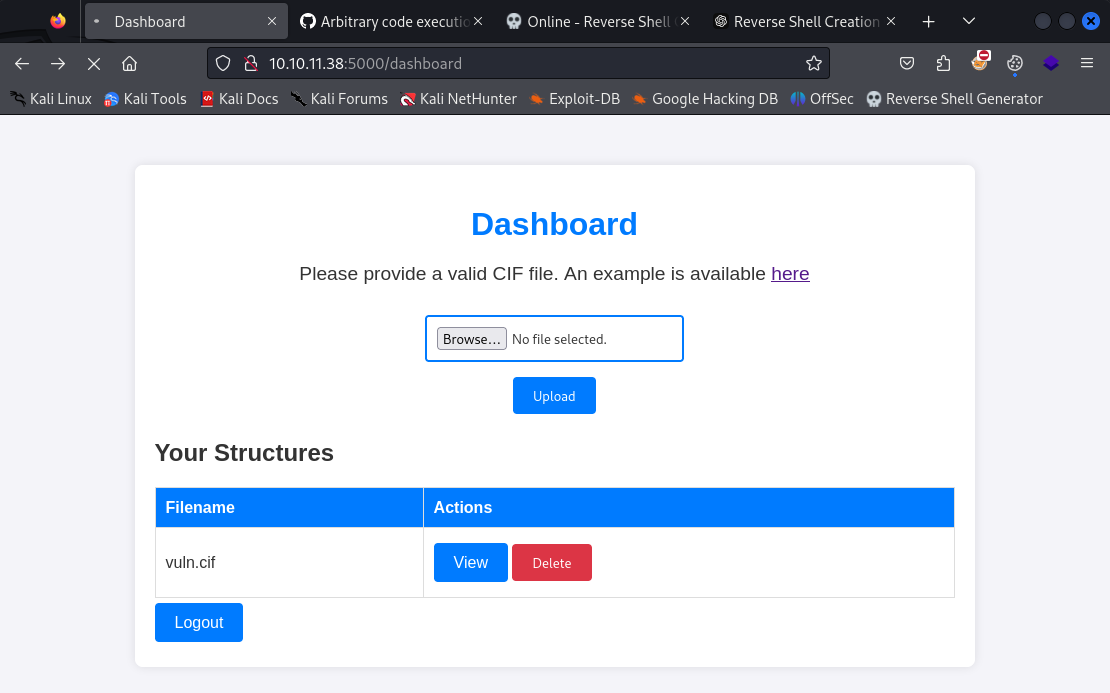 Dashboard
Arbitrary code executio
Online - Reverse Shell
Reverse Shell Creation
10.10.11.38:5000/dashboard
Kali Linux Kali Tools Kali Docs Kali Forums Kali NetHunter Exploit-DB Google Hacking DB OffSec Reverse Shell Generator
Dashboard
Please provide a valid CIF file. An example is available here
Browse... No file selected.
Upload
Your Structures
Filename Actions
vuln.cif View Delete
Logout